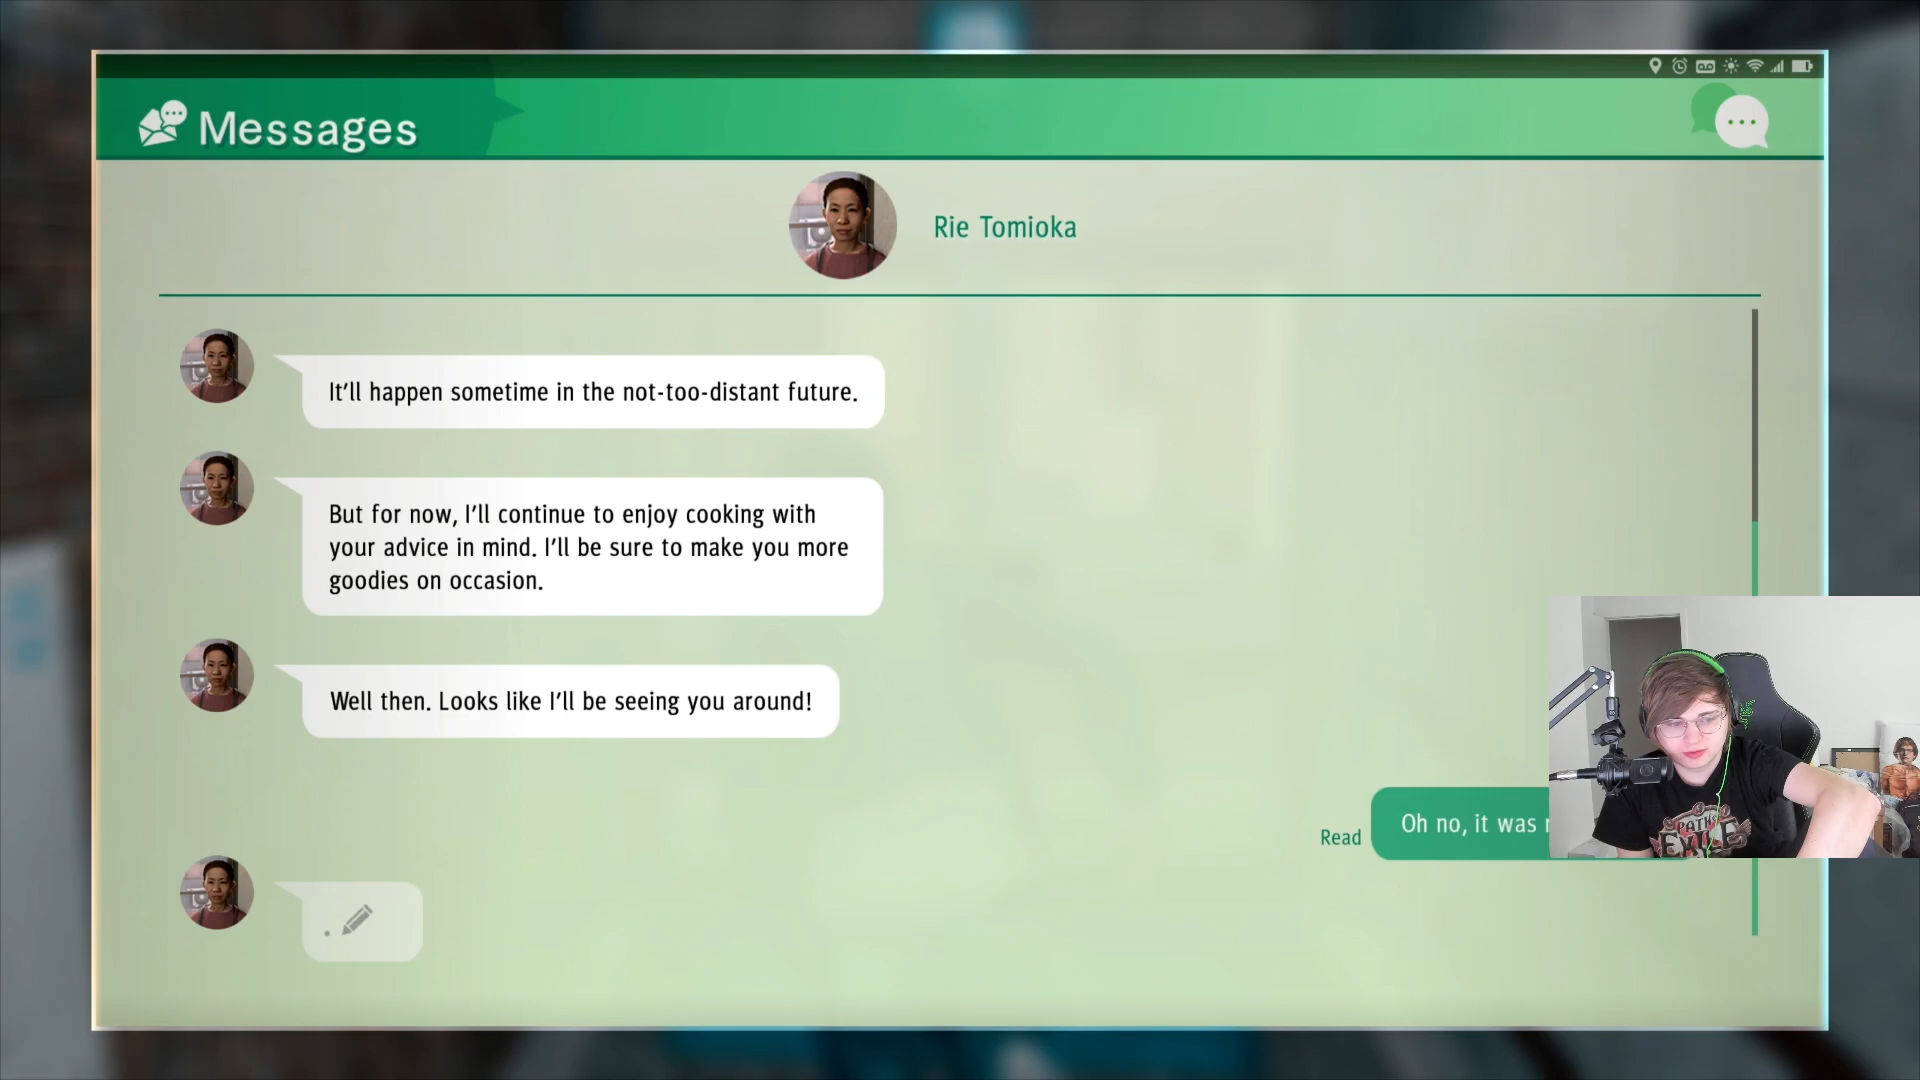 Messages
Rie Tomioka
It'll happen sometime in the not-too-distant future.
But for now, I'll continue to enjoy cooking with
your advice in mind. I'll be sure to make you more
goodies on occasion.
Well then. Looks like I'll be seeing you around!
Oh no, it was
Read
PATH
EXILE